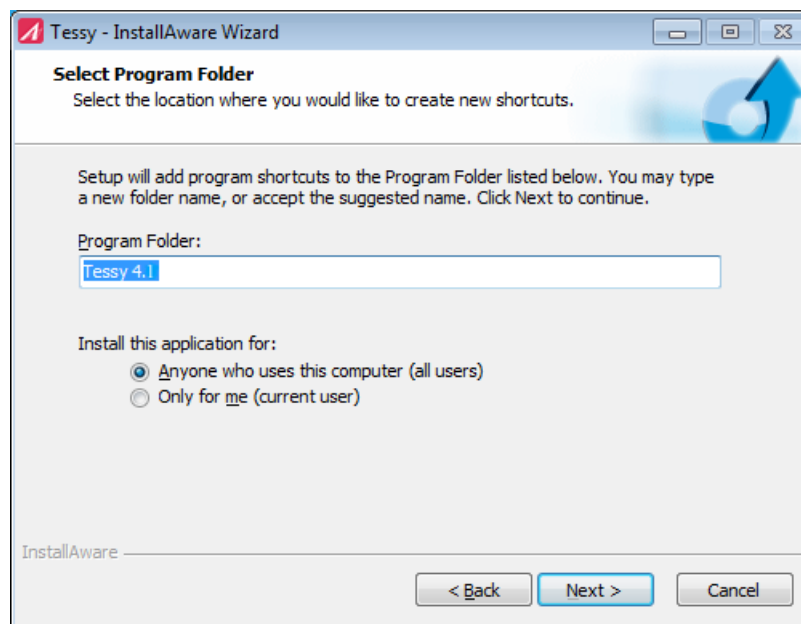 Tessy - InstallAware Wizard
Select Program Folder
Select the location where you would like to create new shortcuts.
Setup will add program shortcuts to the Program Folder listed below. You may type
a new folder name, or accept the suggested name. Click Next to continue.
Program Folder:
Tessy 4.1
Install this application for:
Anyone who uses this computer (all users)
Only for me (current user)
InstallAware
< Back Next > Cancel